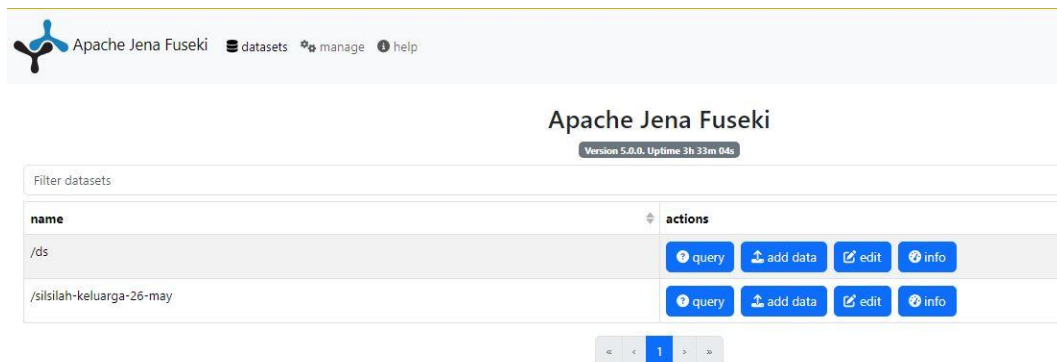 Apache Jena Fuseki datasets manage help
Apache Jena Fuseki
Version 5.0.0. Uptime 3h 33m 04s
Filter datasets
name actions
/ds query add data edit info
/silsilah-keluarga-26-may query add data edit info
« ‹ 1 › »